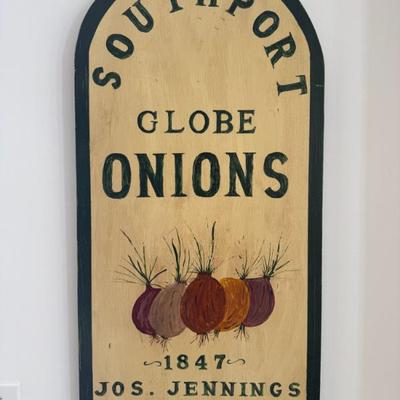 SOUTHPORT
GLOBE
ONIONS
~1847~
JOS. JENNINGS